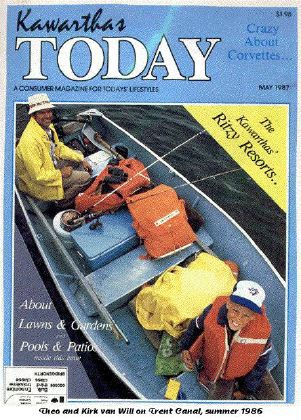 $1.95
Kawarthas
TODAY
Crazy
About
Corvettes...
A CONSUMER MAGAZINE FOR TODAYS' LIFESTYLES
MAY 1987
The
Kawarthas'
Ritzy Resorts...
About
Lawns & Gardens
Pools & Patios
inside this issue
Theo and Kirk van Will on Trent Canal, summer 1986